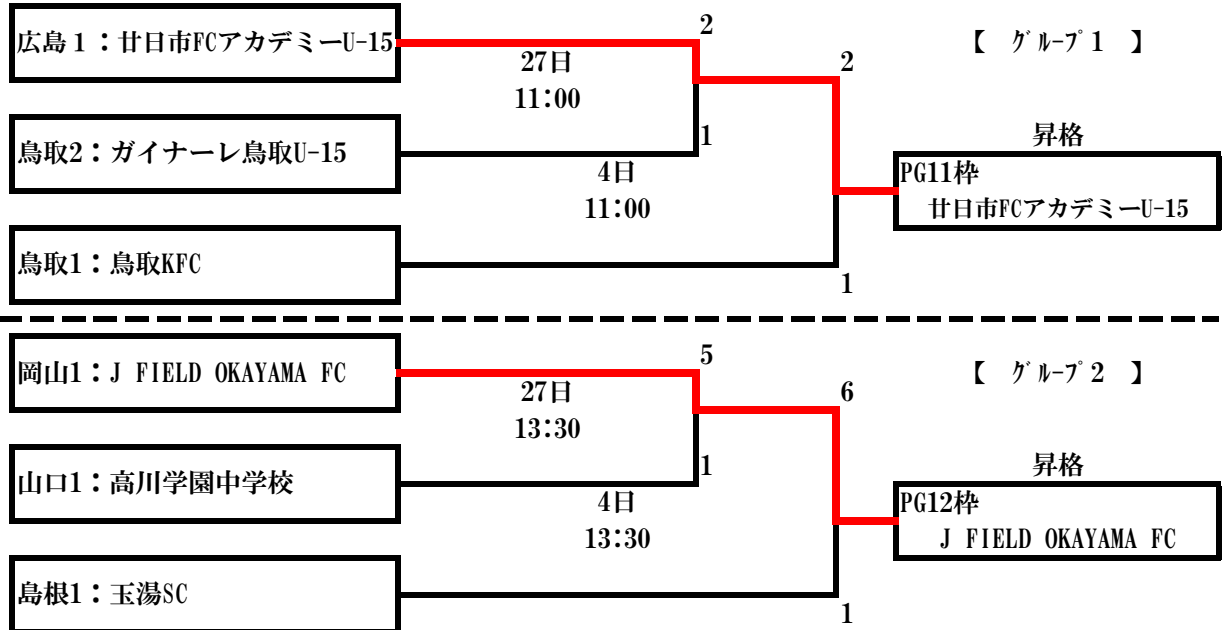 広島１：廿日市FCアカデミーU-15
2
27日
11:00
2
【　ｸﾞﾙｰﾌﾟ1　】
鳥取2：ガイナーレ鳥取U-15
1
4日
11:00
昇格
PG11枠
廿日市FCアカデミーU-15
鳥取1：鳥取KFC
1
岡山1：J FIELD OKAYAMA FC
5
27日
13:30
6
【　ｸﾞﾙｰﾌﾟ2　】
山口1：高川学園中学校
1
4日
13:30
昇格
PG12枠
J FIELD OKAYAMA FC
島根1：玉湯SC
1